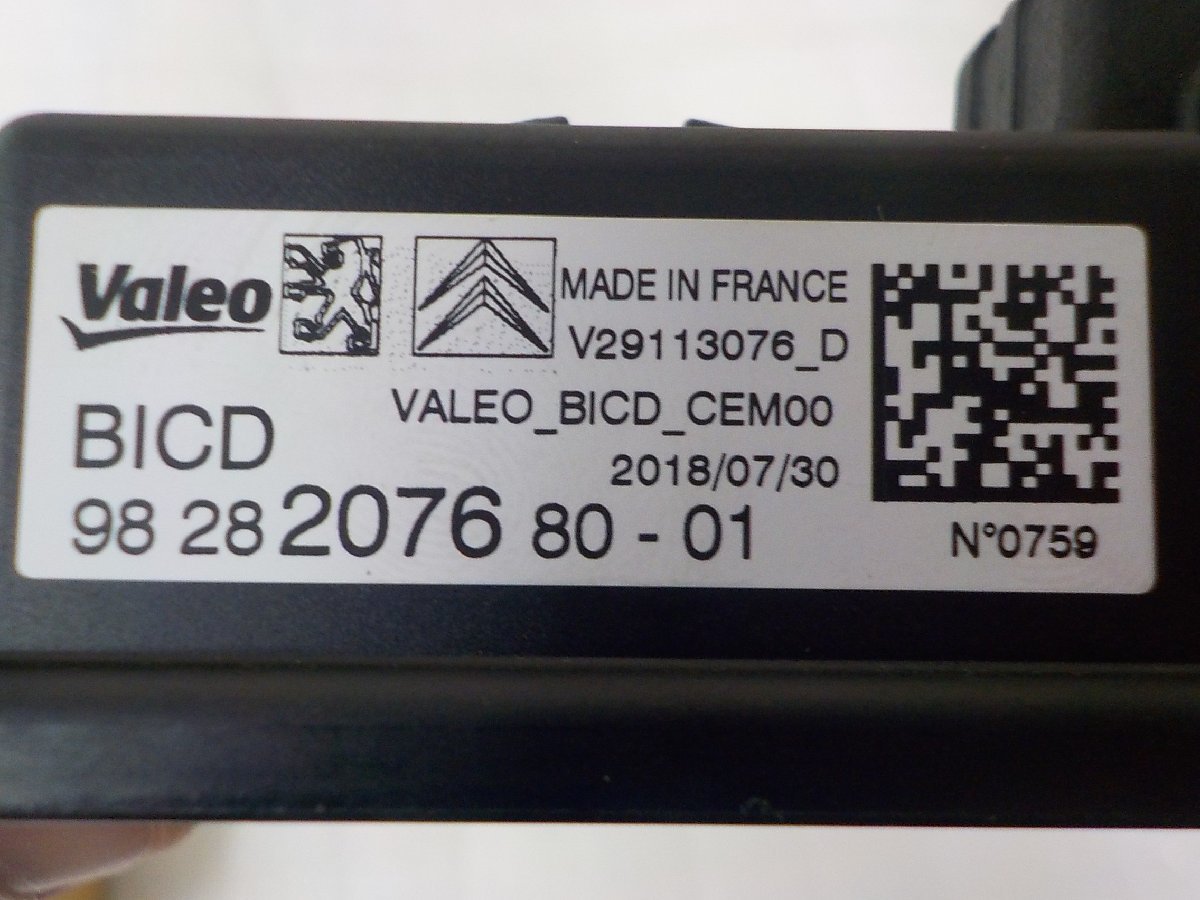 Valeo
MADE IN FRANCE
V29113076_D
VALEO_BICD_CEM00
BICD
2018/07/30
98 28 2076 80 - 01
N°0759